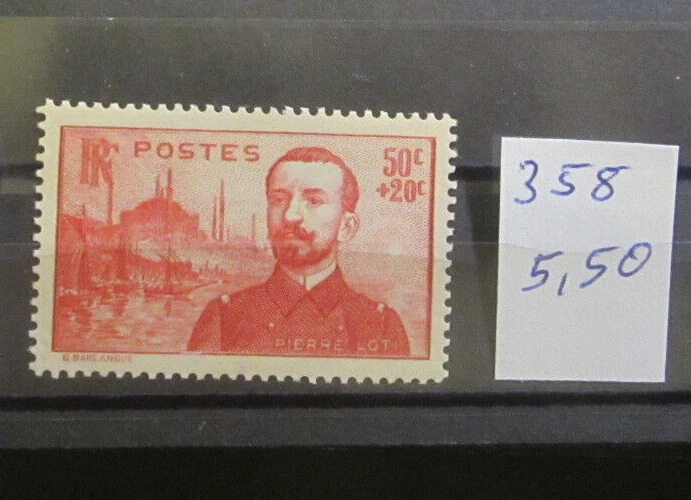 RF POSTES 50c
+20c
PIERRE LOTI
G. BARLANGUE
358
5,50